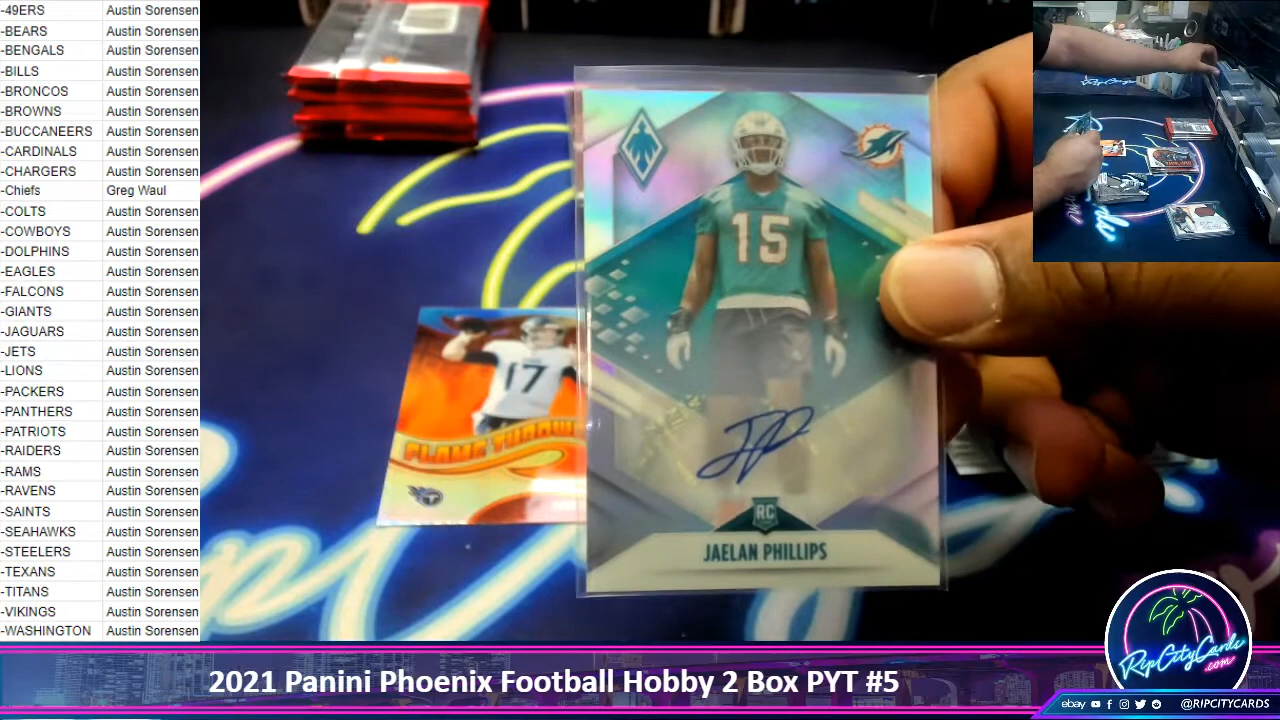 -49ERS Austin Sorensen
-BEARS Austin Sorensen
-BENGALS Austin Sorensen
-BILLS Austin Sorensen
-BRONCOS Austin Sorensen
-BROWNS Austin Sorensen
-BUCCANEERS Austin Sorensen
-CARDINALS Austin Sorensen
-CHARGERS Austin Sorensen
-Chiefs Greg Waul
-COLTS Austin Sorensen
-COWBOYS Austin Sorensen
-DOLPHINS Austin Sorensen
-EAGLES Austin Sorensen
-FALCONS Austin Sorensen
-GIANTS Austin Sorensen
-JAGUARS Austin Sorensen
-JETS Austin Sorensen
-LIONS Austin Sorensen
-PACKERS Austin Sorensen
-PANTHERS Austin Sorensen
-PATRIOTS Austin Sorensen
-RAIDERS Austin Sorensen
-RAMS Austin Sorensen
-RAVENS Austin Sorensen
-SAINTS Austin Sorensen
-SEAHAWKS Austin Sorensen
-STEELERS Austin Sorensen
-TEXANS Austin Sorensen
-TITANS Austin Sorensen
-VIKINGS Austin Sorensen
-WASHINGTON Austin Sorensen
15
JP
RC
JAELAN PHILLIPS
17
FLAME
RipCityCards
.com
2021 Panini Phoenix Football Hobby 2 Box PYT #5
ebay @RIPCITYCARDS